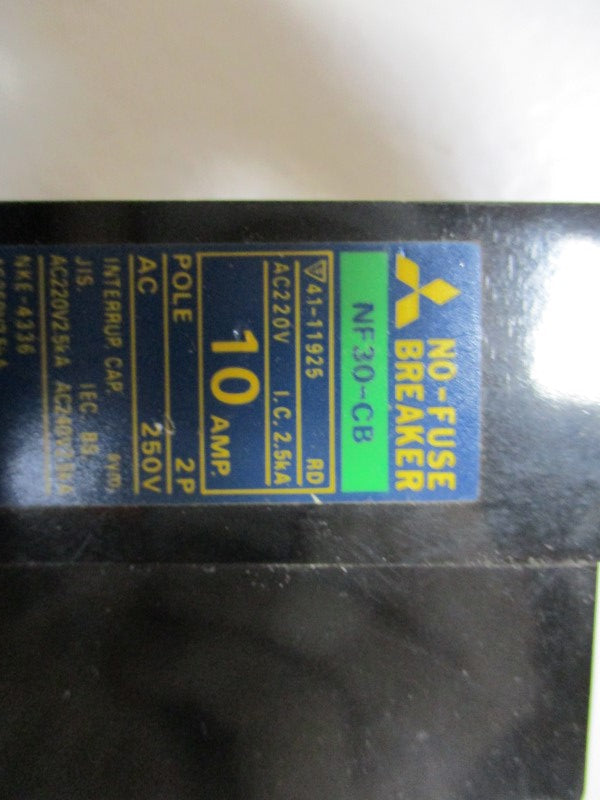 NO-FUSE
BREAKER
NF30-CB
41-11925 RD
AC220V I.C. 2.5kA
10 AMP.
POLE 2P
AC 250V
INTERRUP. CAP. sym.
JIS. IEC BS
AC220V2.5kA AC240V2.5kA
NKE-4336